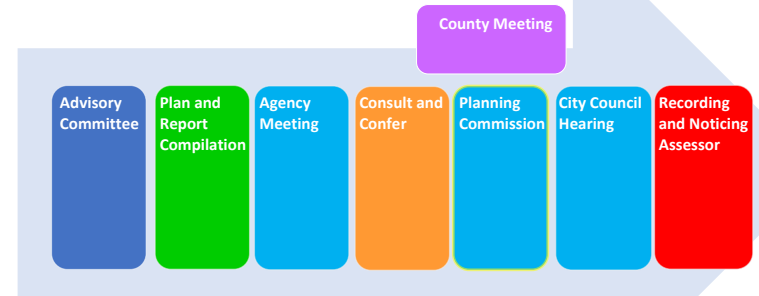 County Meeting
Advisory
Committee
Plan and
Report
Compilation
Agency
Meeting
Consult and
Confer
Planning
Commission
City Council
Hearing
Recording
and Noticing
Assessor